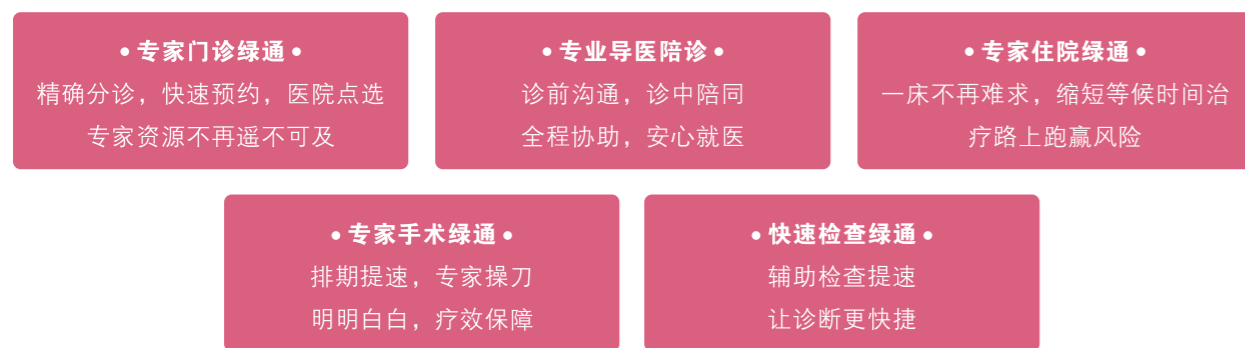 •专家门诊绿通•
精确分诊，快速预约，医院点选
专家资源不再遥不可及
•专业导医陪诊•
诊前沟通，诊中陪同
全程协助，安心就医
•专家住院绿通•
一床不再难求，缩短等候时间治
疗路上跑赢风险
•专家手术绿通•
排期提速，专家操刀
明明白白，疗效保障
•快速检查绿通•
辅助检查提速
让诊断更快捷